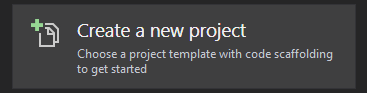 Create a new project
Choose a project template with code scaffolding
to get started